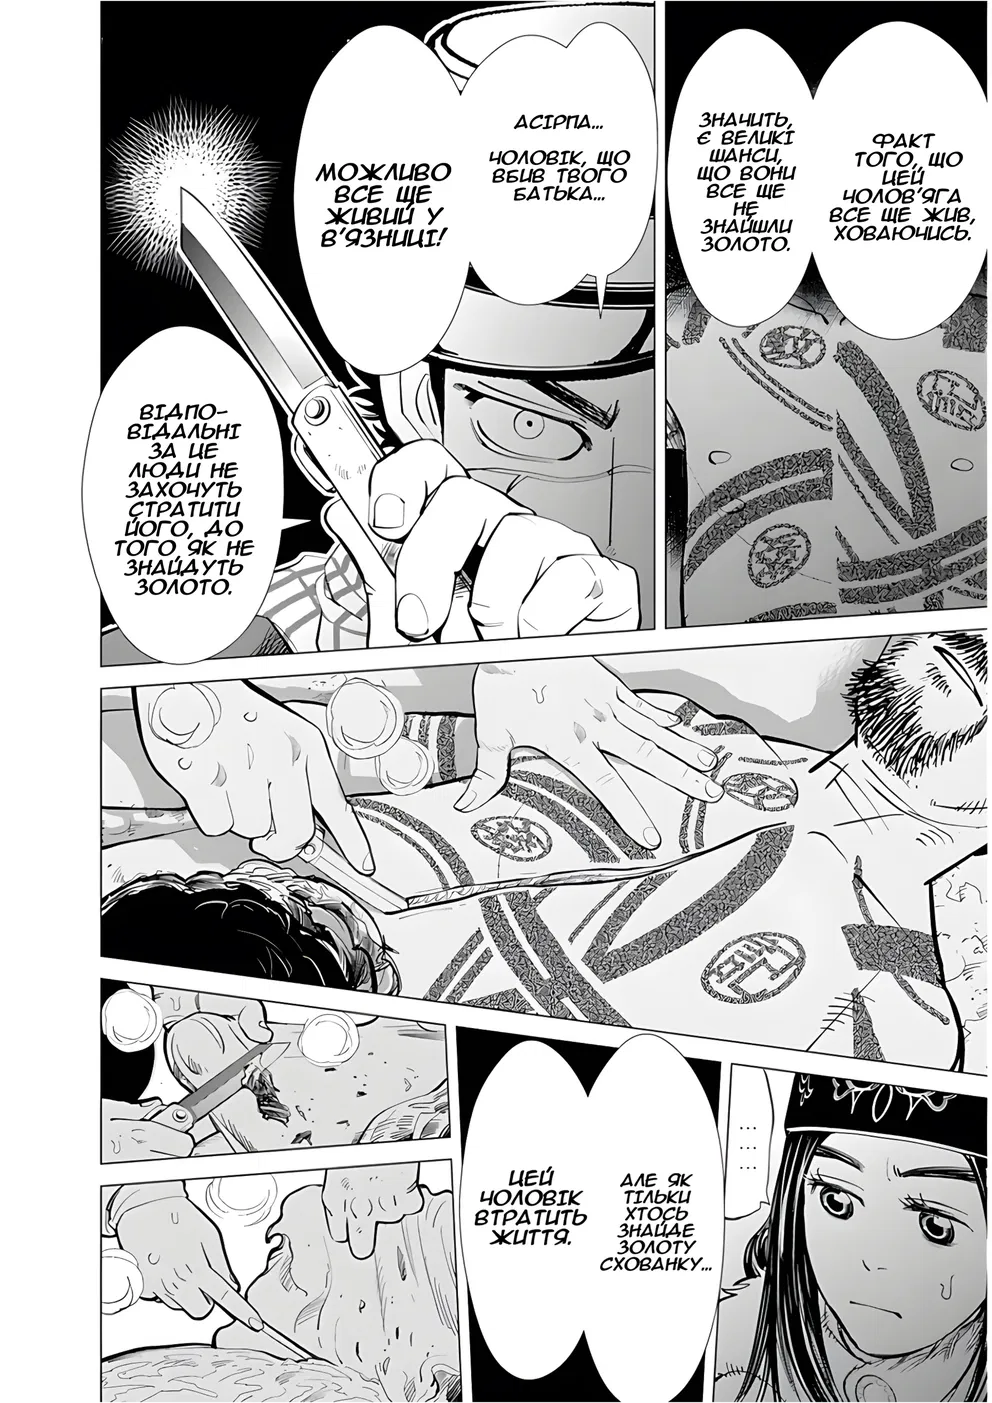 ФАКТ
ТОГО, ЩО
ЦЕЙ
ЧОЛОВ'ЯГА
ВСЕ ЩЕ ЖИВ,
ХОВАЮЧИСЬ.
ЗНАЧИТЬ,
Є ВЕЛИКІ
ШАНСИ,
ЩО ВОНИ
ВСЕ ЩЕ
НЕ
ЗНАЙШЛИ
ЗОЛОТО.
АСІРПА...
ЧОЛОВІК, ЩО
ВБИВ ТВОГО
БАТЬКА...
МОЖЛИВО
ВСЕ ЩЕ
ЖИВИЙ У
В'ЯЗНИЦІ!
ВІДПО-
ВІДАЛЬНІ
ЗА ЦЕ
ЛЮДИ НЕ
ЗАХОЧУТЬ
СТРАТИТИ
ЙОГО, ДО
ТОГО ЯК НЕ
ЗНАЙДУТЬ
ЗОЛОТО.
...
...
АЛЕ ЯК
ТІЛЬКИ
ХТОСЬ
ЗНАЙДЕ
ЗОЛОТУ
СХОВАНКУ...
ЦЕЙ
ЧОЛОВІК
ВТРАТИТЬ
ЖИТТЯ.